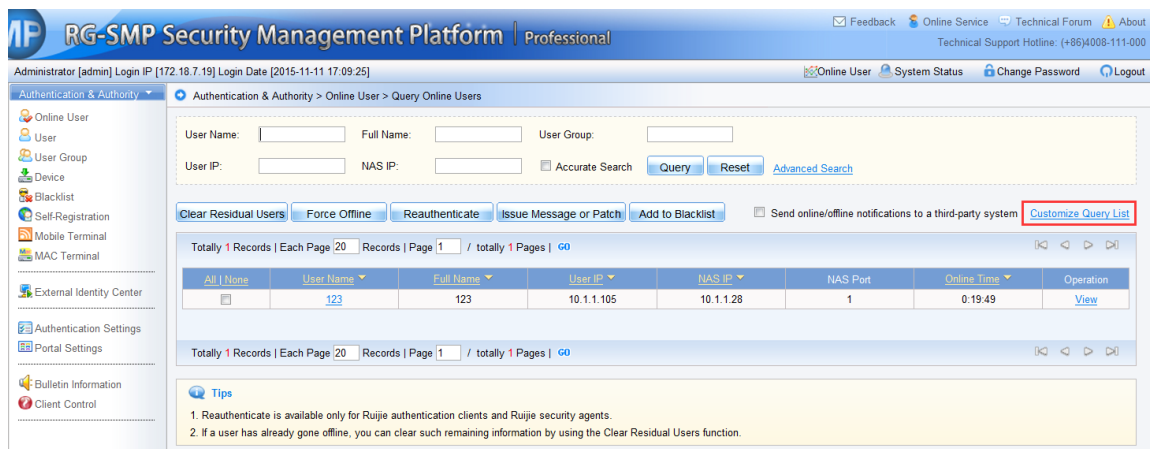 MP RG-SMP Security Management Platform | Professional
Feedback Online Service Technical Forum About
Technical Support Hotline: (+86)4008-111-000
Administrator [admin] Login IP [172.18.7.19] Login Date [2015-11-11 17:09:25] Online User System Status Change Password Logout
Authentication & Authority
Authentication & Authority > Online User > Query Online Users
Online User
User
User Group
Device
Blacklist
Self-Registration
Mobile Terminal
MAC Terminal
External Identity Center
Authentication Settings
Portal Settings
Bulletin Information
Client Control
User Name: Full Name: User Group:
User IP: NAS IP: Accurate Search Query Reset Advanced Search
Clear Residual Users Force Offline Reauthenticate Issue Message or Patch Add to Blacklist Send online/offline notifications to a third-party system Customize Query List
Totally 1 Records | Each Page 20 Records | Page 1 / totally 1 Pages | GO
All | None User Name Full Name User IP NAS IP NAS Port Online Time Operation
123 123 10.1.1.105 10.1.1.28 1 0:19:49 View
Totally 1 Records | Each Page 20 Records | Page 1 / totally 1 Pages | GO
Tips
1. Reauthenticate is available only for Ruijie authentication clients and Ruijie security agents.
2. If a user has already gone offline, you can clear such remaining information by using the Clear Residual Users function.